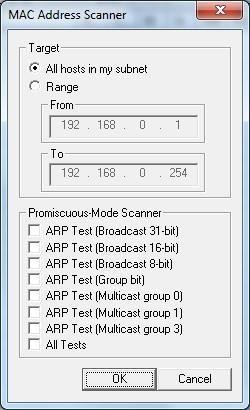 MAC Address Scanner
Target
All hosts in my subnet
Range
From
192 . 168 . 0 . 1
To
192 . 168 . 0 . 254
Promiscuous-Mode Scanner
ARP Test (Broadcast 31-bit)
ARP Test (Broadcast 16-bit)
ARP Test (Broadcast 8-bit)
ARP Test (Group bit)
ARP Test (Multicast group 0)
ARP Test (Multicast group 1)
ARP Test (Multicast group 3)
All Tests
OK Cancel